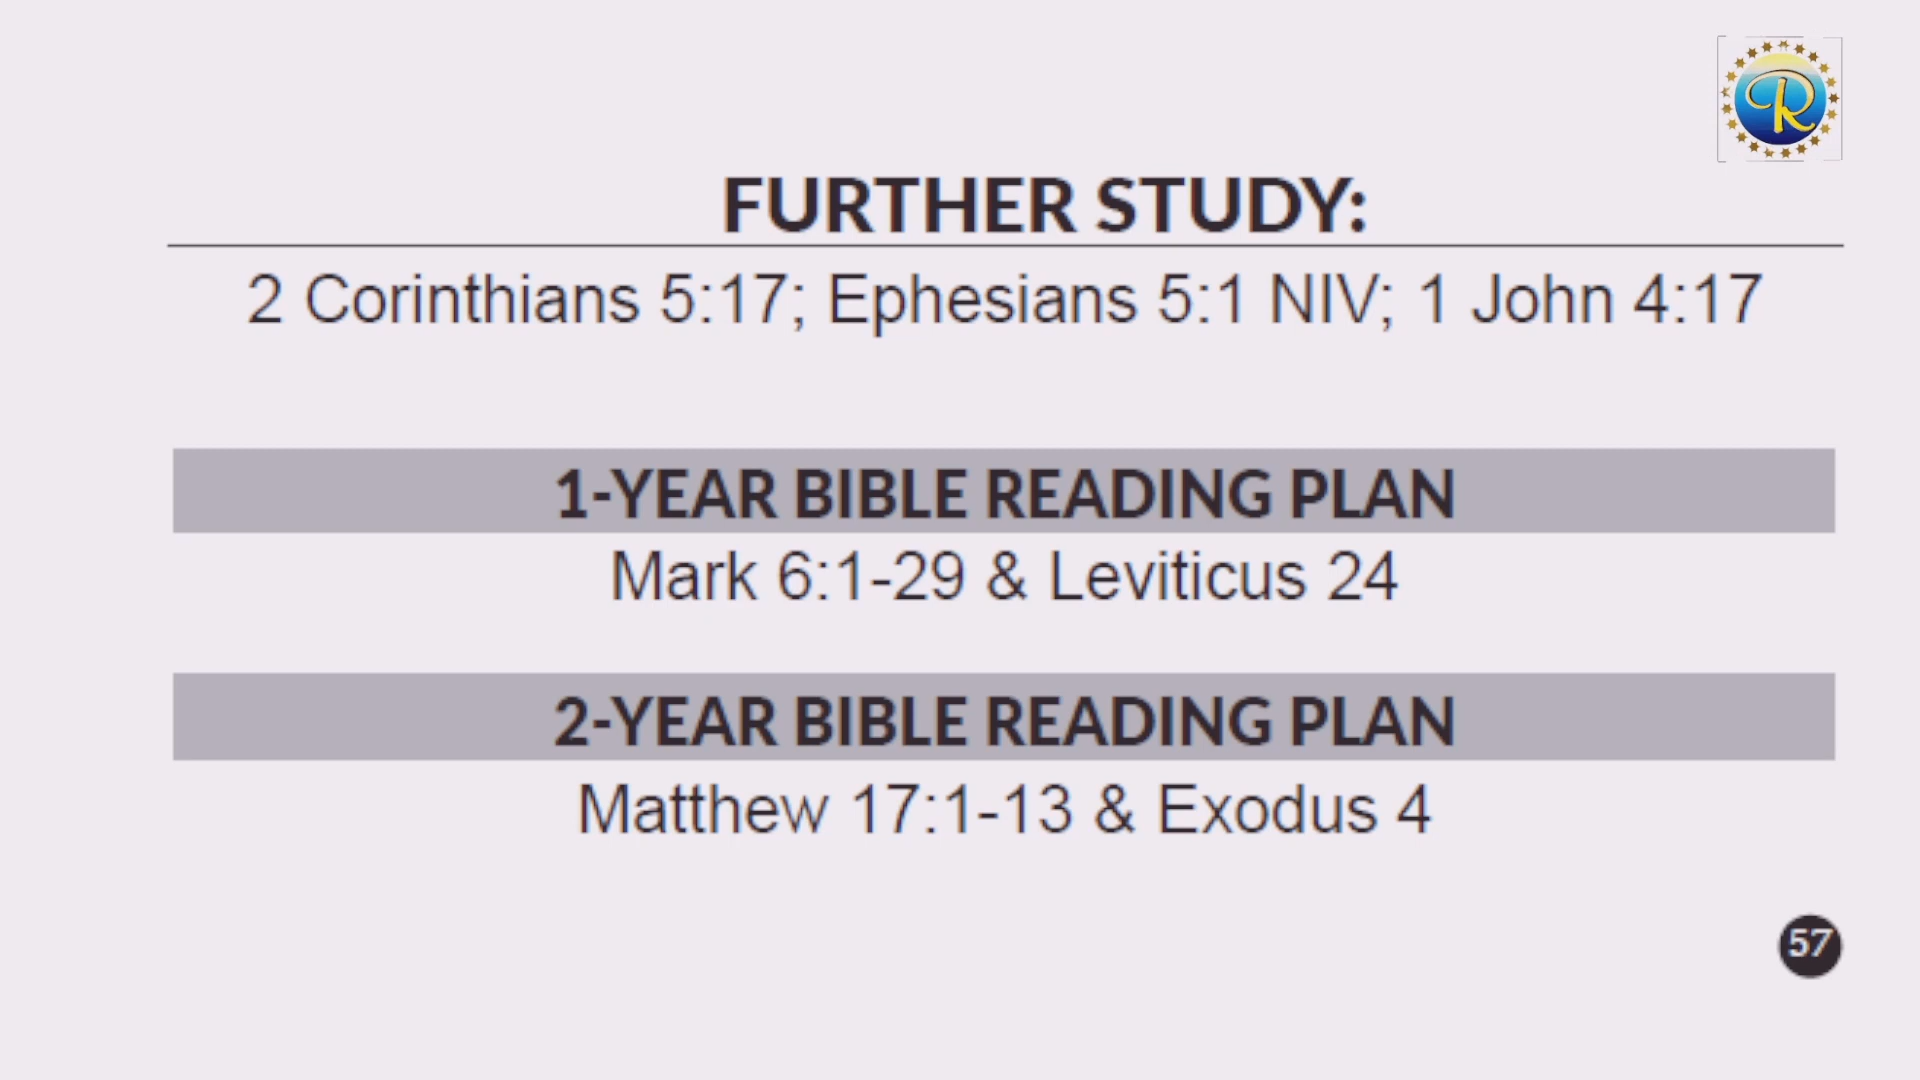 R
FURTHER STUDY:
2 Corinthians 5:17; Ephesians 5:1 NIV; 1 John 4:17
1-YEAR BIBLE READING PLAN
Mark 6:1-29 & Leviticus 24
2-YEAR BIBLE READING PLAN
Matthew 17:1-13 & Exodus 4
57